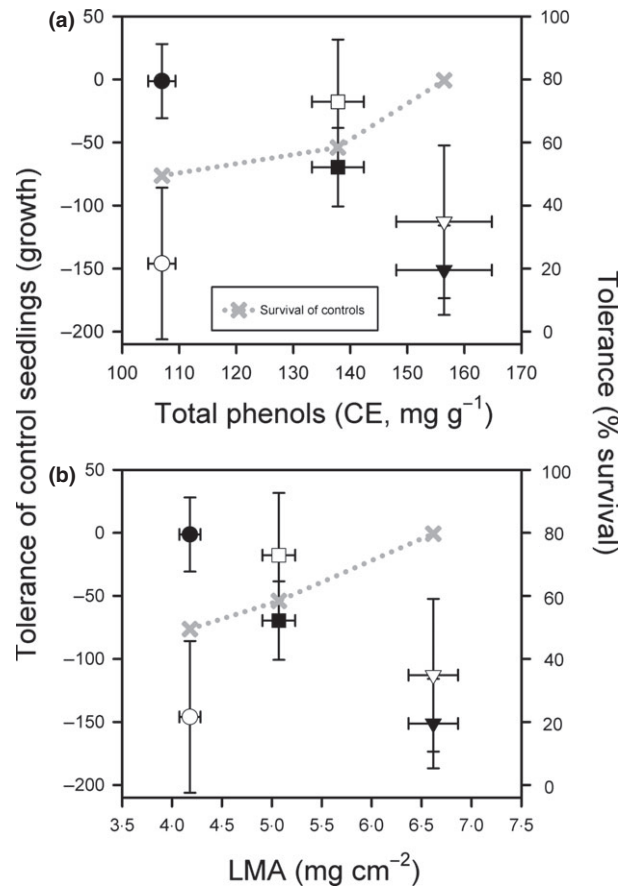 (a)
50
0
−50
−100
−150
−200
100
80
60
40
20
0
Survival of controls
100 110 120 130 140 150 160 170
Total phenols (CE, mg g⁻¹)
Tolerance of control seedlings (growth)
Tolerance (% survival)
(b)
50
0
−50
−100
−150
−200
100
80
60
40
20
0
3·5 4·0 4·5 5·0 5·5 6·0 6·5 7·0 7·5
LMA (mg cm⁻²)